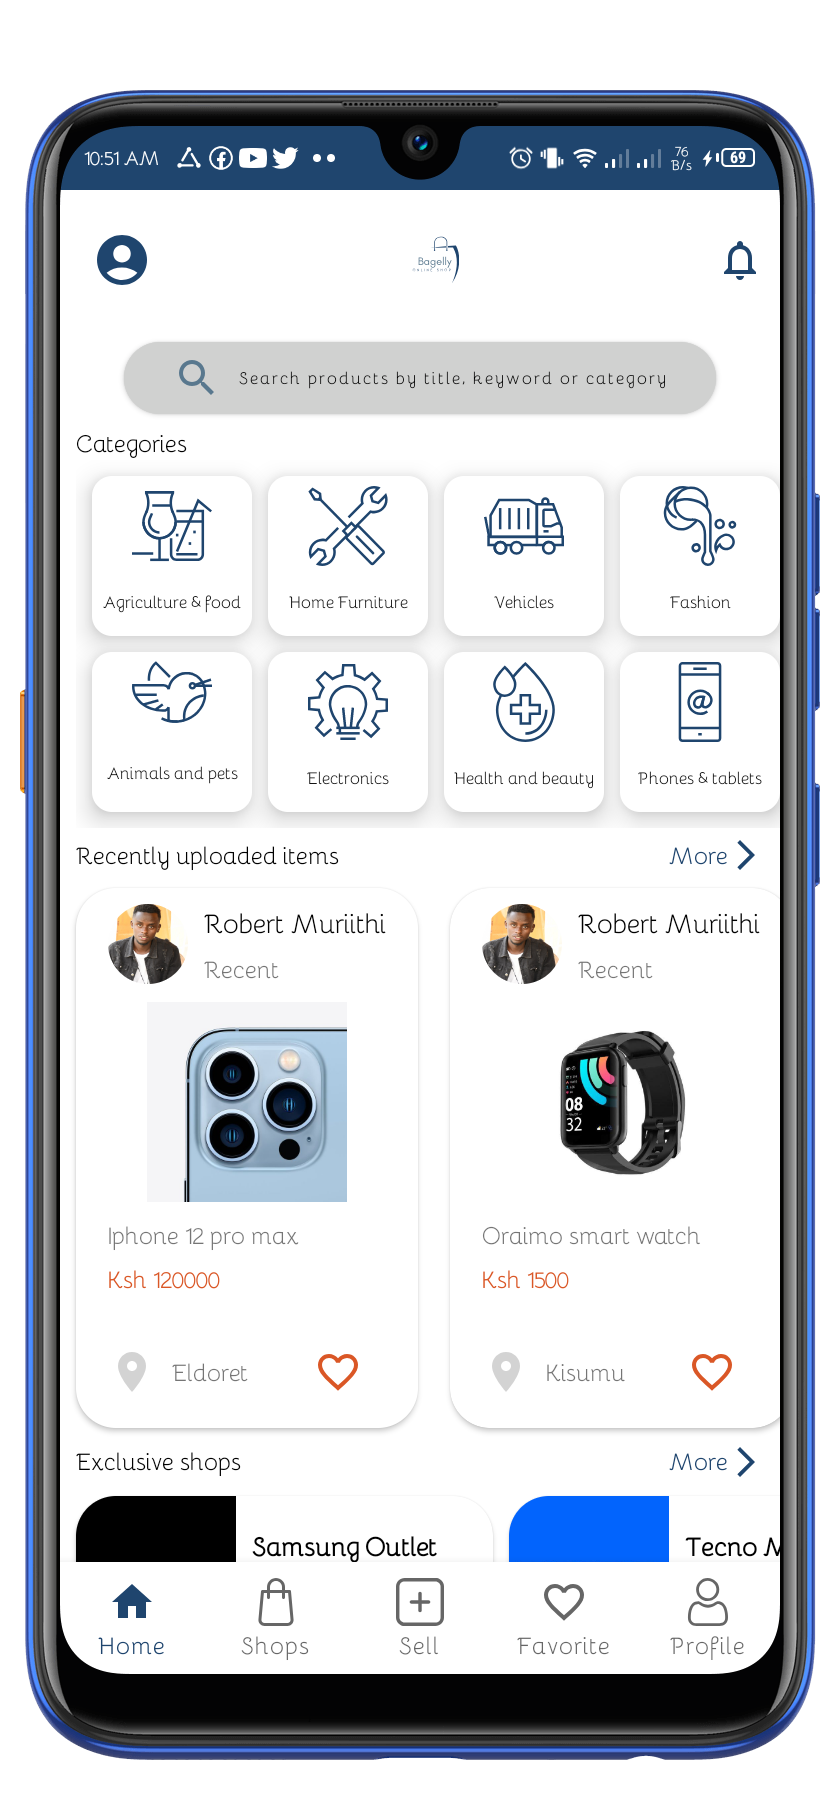 10:51 AM
76
B/s
69
Bagelly
ONLINE SHOP
Search products by title, keyword or category
Categories
Agriculture & food
Home Furniture
Vehicles
Fashion
Animals and pets
Electronics
Health and beauty
Phones & tablets
@
Recently uploaded items
More
Robert Muriithi
Recent
Robert Muriithi
Recent
08
32
Iphone 12 pro max
Ksh 120000
Oraimo smart watch
Ksh 1500
Eldoret
Kisumu
Exclusive shops
More
Samsung Outlet
Tecno
Home
Shops
Sell
Favorite
Profile